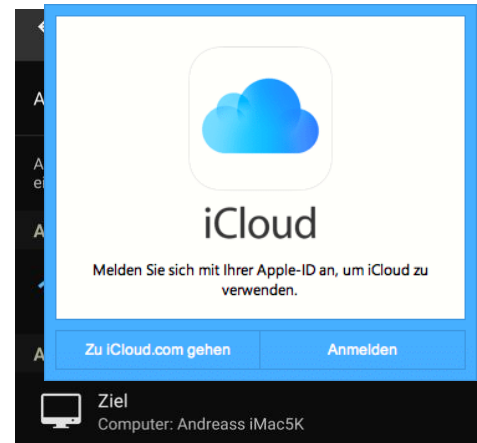 iCloud
Melden Sie sich mit Ihrer Apple-ID an, um iCloud zu
verwenden.
Zu iCloud.com gehen
Anmelden
Ziel
Computer: Andreass iMac5K